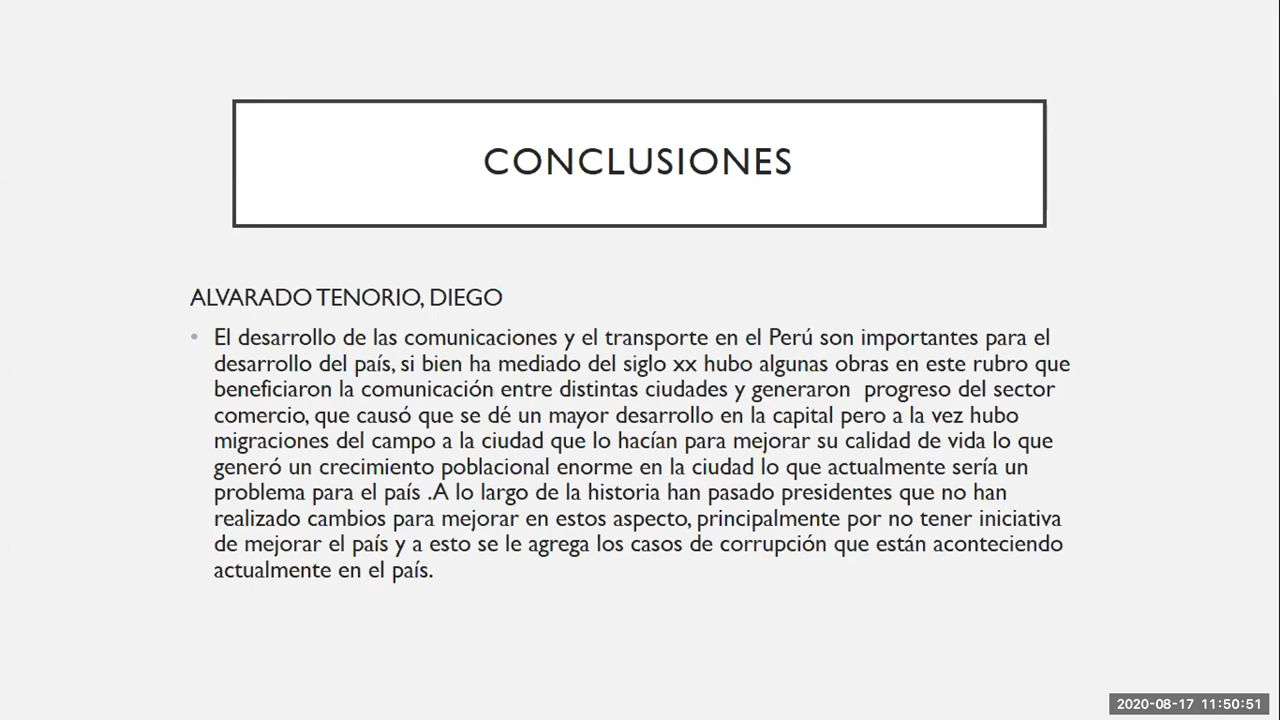 CONCLUSIONES
ALVARADO TENORIO, DIEGO
• El desarrollo de las comunicaciones y el transporte en el Perú son importantes para el
desarrollo del país, si bien ha mediado del siglo xx hubo algunas obras en este rubro que
beneficiaron la comunicación entre distintas ciudades y generaron  progreso del sector
comercio, que causó que se dé un mayor desarrollo en la capital pero a la vez hubo
migraciones del campo a la ciudad que lo hacían para mejorar su calidad de vida lo que
generó un crecimiento poblacional enorme en la ciudad lo que actualmente sería un
problema para el país .A lo largo de la historia han pasado presidentes que no han
realizado cambios para mejorar en estos aspecto, principalmente por no tener iniciativa
de mejorar el país y a esto se le agrega los casos de corrupción que están aconteciendo
actualmente en el país.
2020-08-17 11:50:51